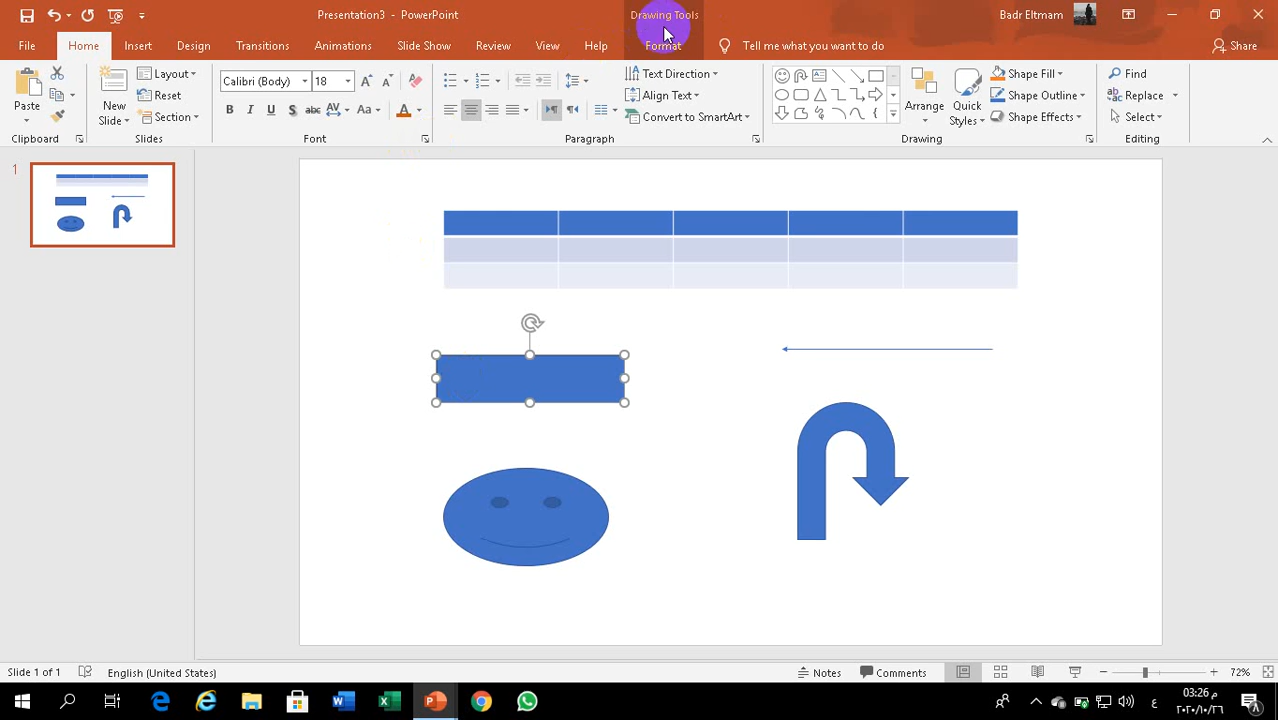 Presentation3 - PowerPoint
Drawing Tools
Badr Eltmam
File Home Insert Design Transitions Animations Slide Show Review View Help Format Tell me what you want to do Share
Paste
New Slide
Layout
Reset
Section
Calibri (Body) 18
Text Direction
Align Text
Convert to SmartArt
Arrange
Quick Styles
Shape Fill
Shape Outline
Shape Effects
Find
Replace
Select
Clipboard Slides Font Paragraph Drawing Editing
1
Slide 1 of 1 English (United States) Notes Comments 72%
ع
03:26 م
٢٠٢٠/١٠/٢٦